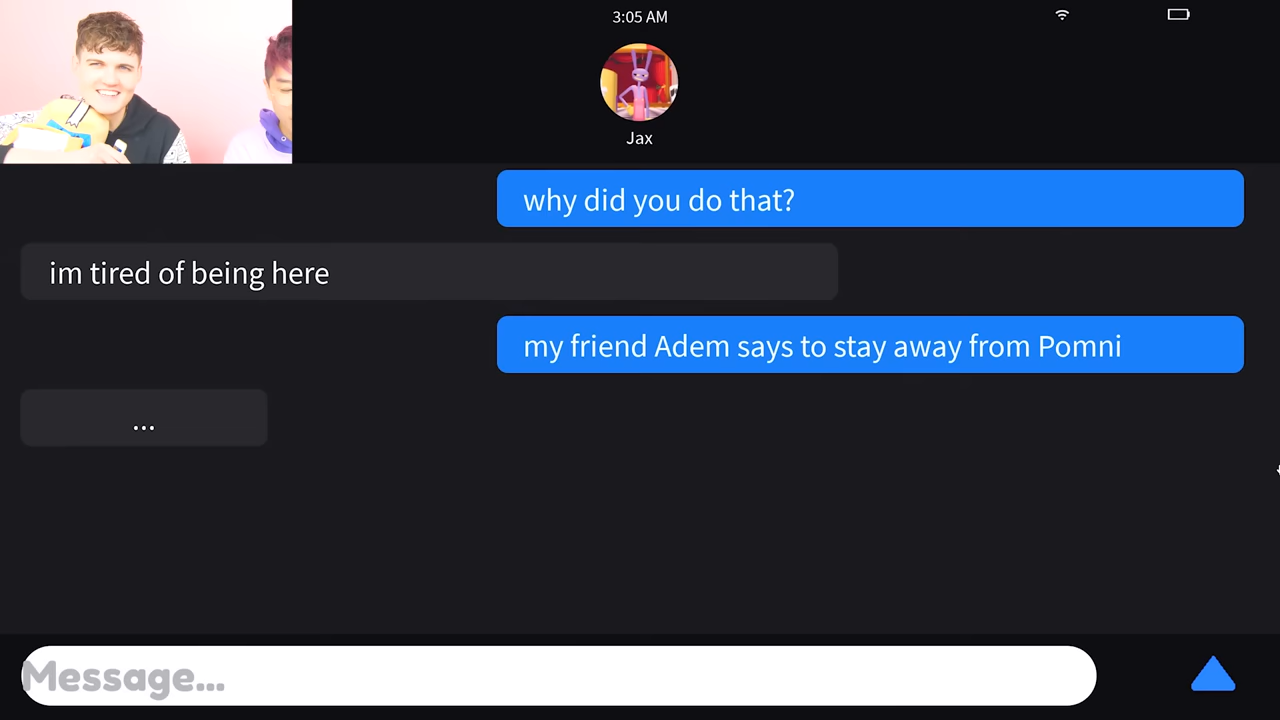 3:05 AM
Jax
why did you do that?
im tired of being here
my friend Adem says to stay away from Pomni
...
Message...